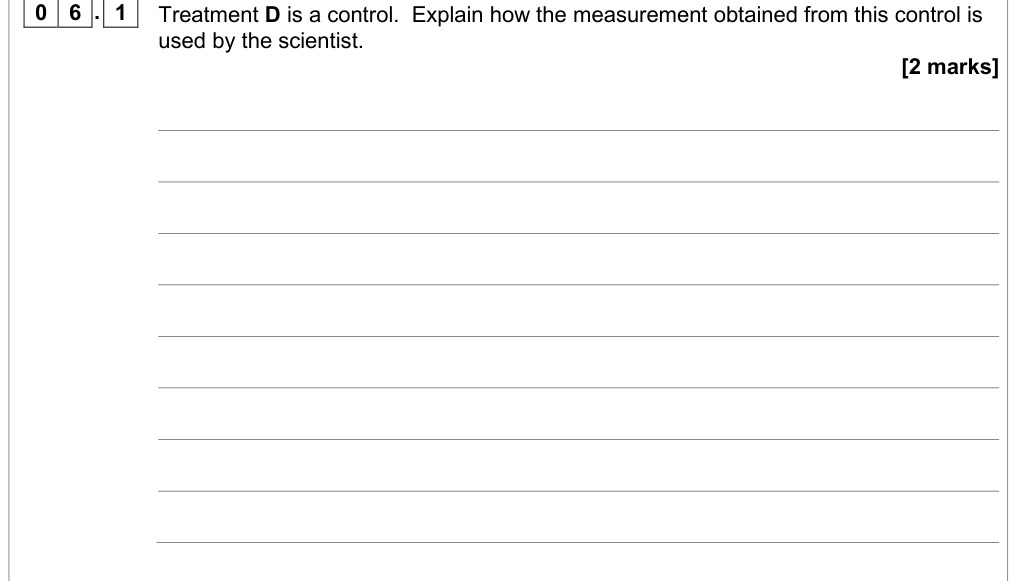 0 6 . 1 Treatment D is a control. Explain how the measurement obtained from this control is
used by the scientist.
[2 marks]